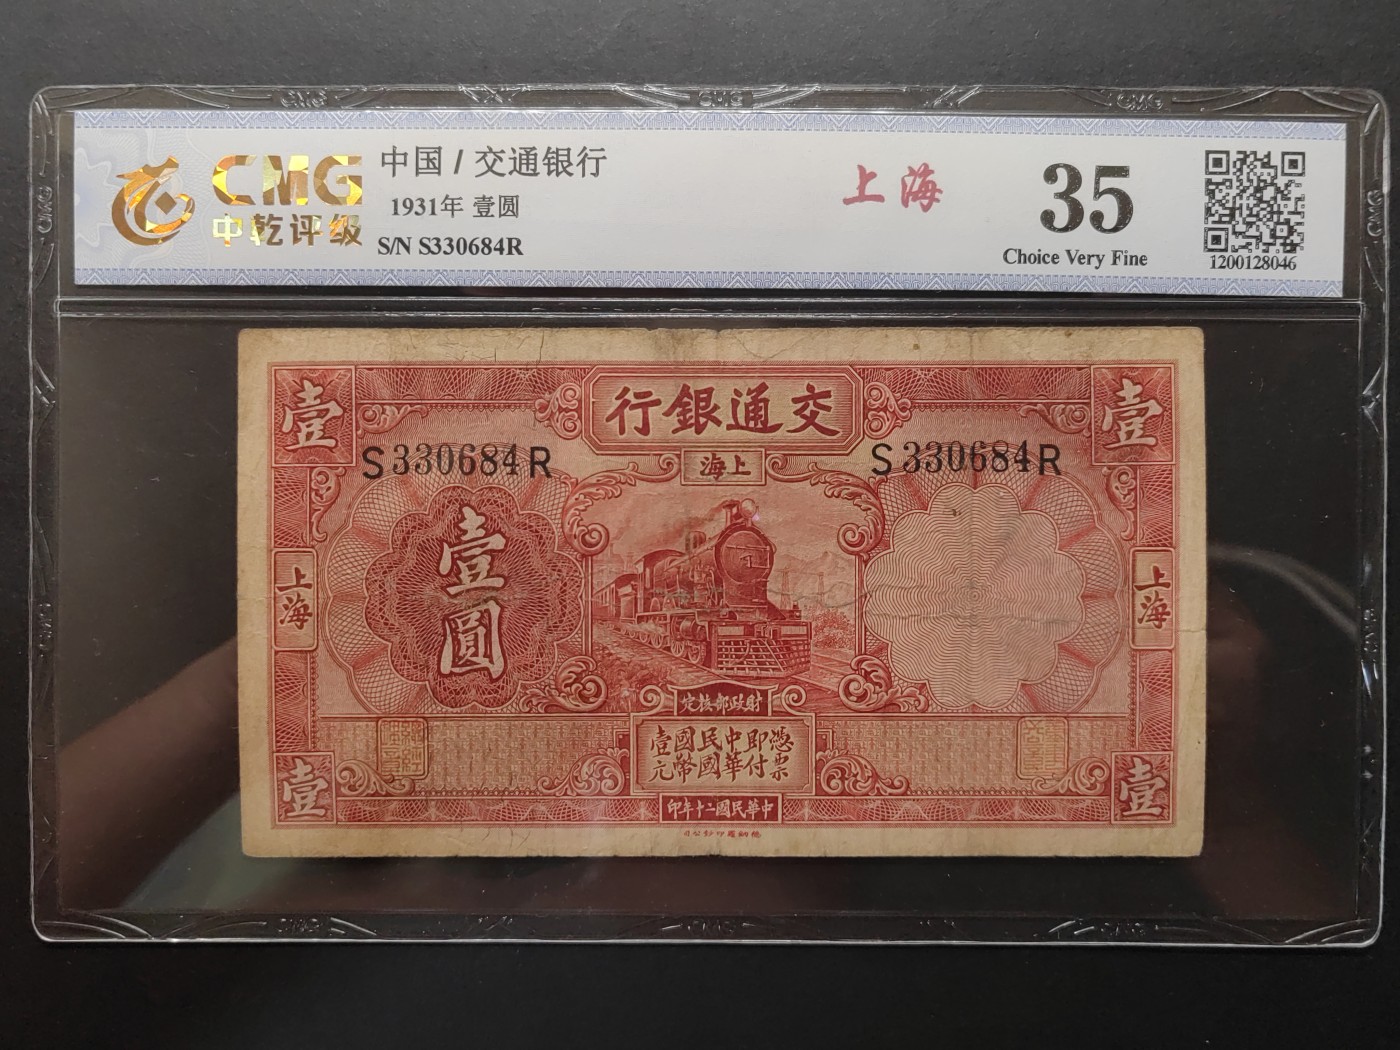 CMG
中乾评级
中国 / 交通银行
1931年 壹圆
S/N S330684R
上海
35
Choice Very Fine
1200128046
行銀通交
海上
壹
壹
S330684R
S330684R
壹圓
上海
上海
定核部政財
壹國民中即憑
元幣國華付票
印年十二國民華中
壹
壹